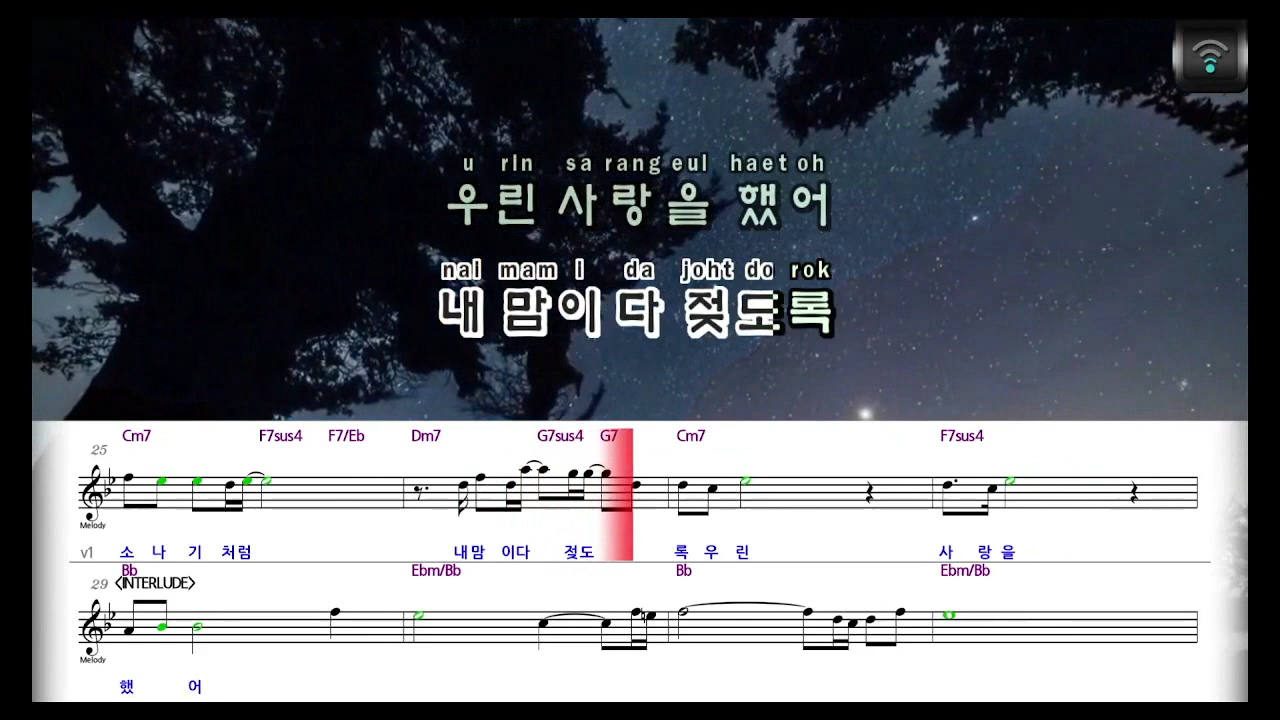 u rin sa rang eul haet oh
우린 사랑을 했어
nal mam i da joht do rok
내 맘이 다 젖도록
Cm7 F7sus4 F7/Eb Dm7 G7sus4 G7 Cm7 F7sus4
25
Melody
v1 소 나 기 처럼 내맘 이다 젖도 록 우 린 사 랑 을
Bb Ebm/Bb Bb Ebm/Bb
29 <INTERLUDE>
Melody
했 어